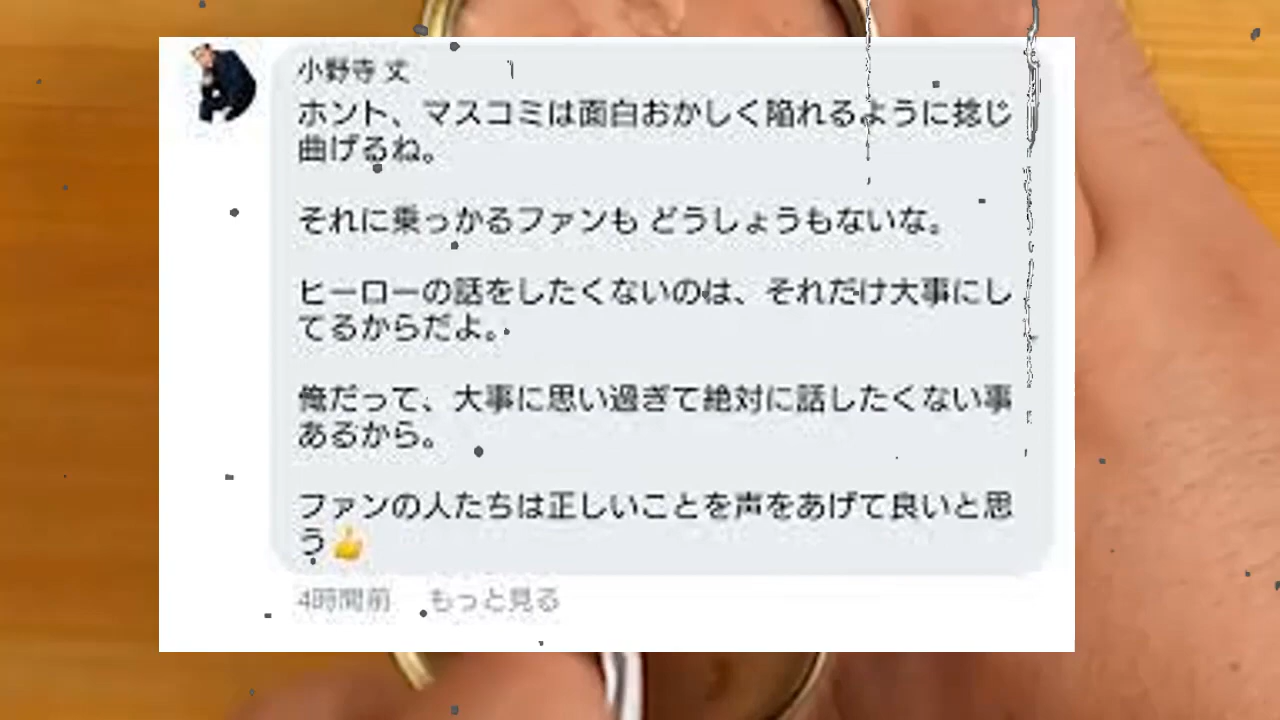 小野寺 丈
ホント、マスコミは面白おかしく陥れるように捻じ
曲げるね。
それに乗っかるファンも どうしょうもないな。
ヒーローの話をしたくないのは、それだけ大事にし
てるからだよ。
俺だって、大事に思い過ぎて絶対に話したくない事
あるから。
ファンの人たちは正しいことを声をあげて良いと思
う👍
4時間前 もっと見る